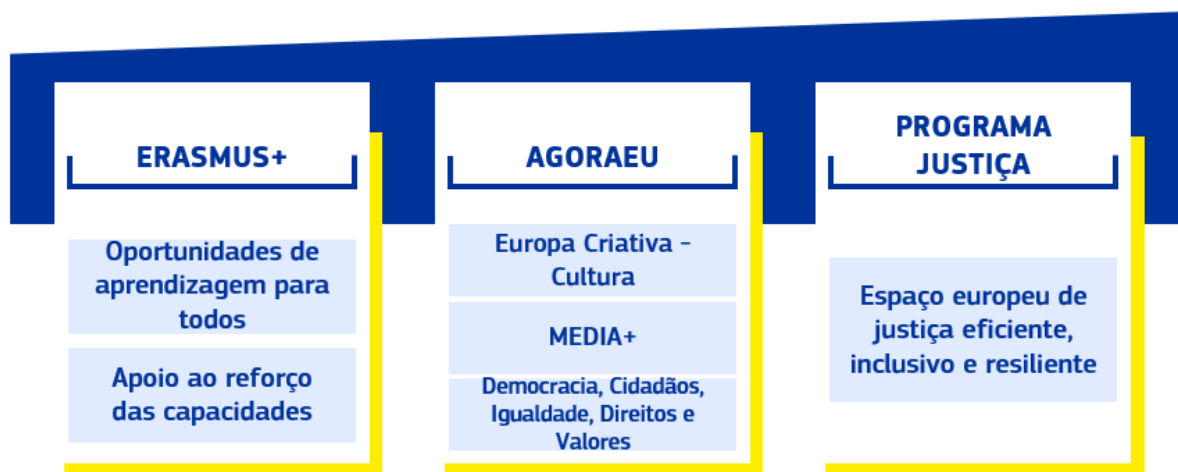 ERASMUS+
Oportunidades de
aprendizagem para
todos
Apoio ao reforço
das capacidades
AGORAEU
Europa Criativa -
Cultura
MEDIA+
Democracia, Cidadãos,
Igualdade, Direitos e
Valores
PROGRAMA
JUSTIÇA
Espaço europeu de
justiça eficiente,
inclusivo e resiliente